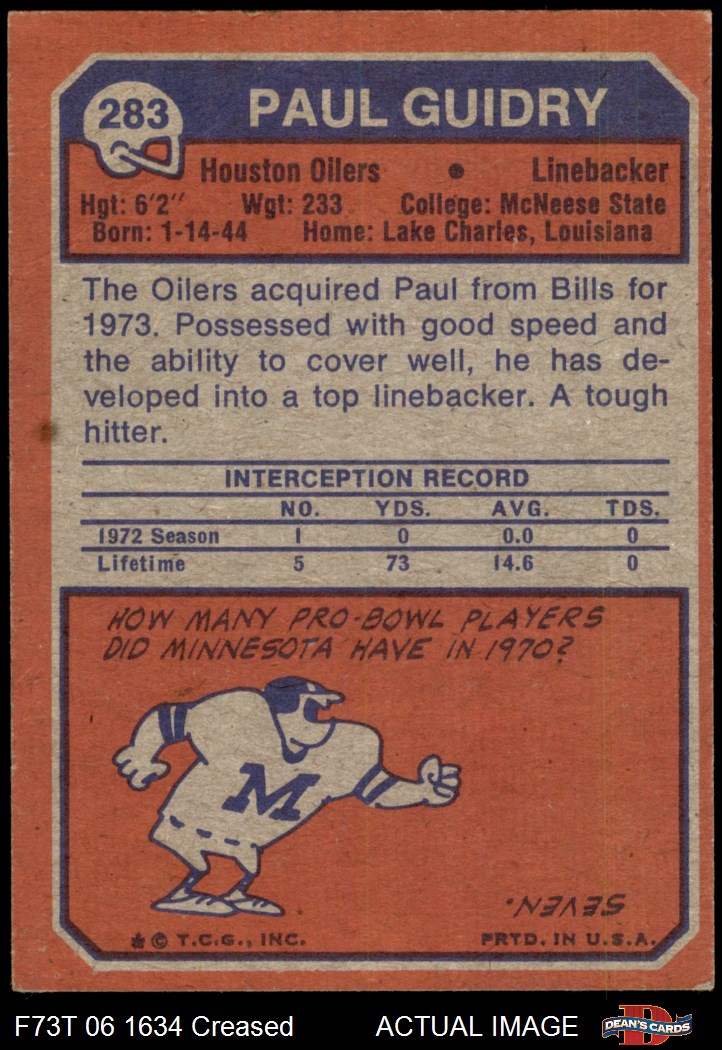 283
PAUL GUIDRY
Houston Oilers • Linebacker
Hgt: 6'2" Wgt: 233 College: McNeese State
Born: 1-14-44 Home: Lake Charles, Louisiana
The Oilers acquired Paul from Bills for
1973. Possessed with good speed and
the ability to cover well, he has de-
veloped into a top linebacker. A tough
hitter.
INTERCEPTION RECORD
NO. YDS. AVG. TDS.
1972 Season 1 0 0.0 0
Lifetime 5 73 14.6 0
HOW MANY PRO-BOWL PLAYERS
DID MINNESOTA HAVE IN 1970?
M
SEVEN.
* © T.C.G., INC. PRTD. IN U.S.A.
F73T 06 1634 Creased ACTUAL IMAGE
D
DEAN'S CARDS